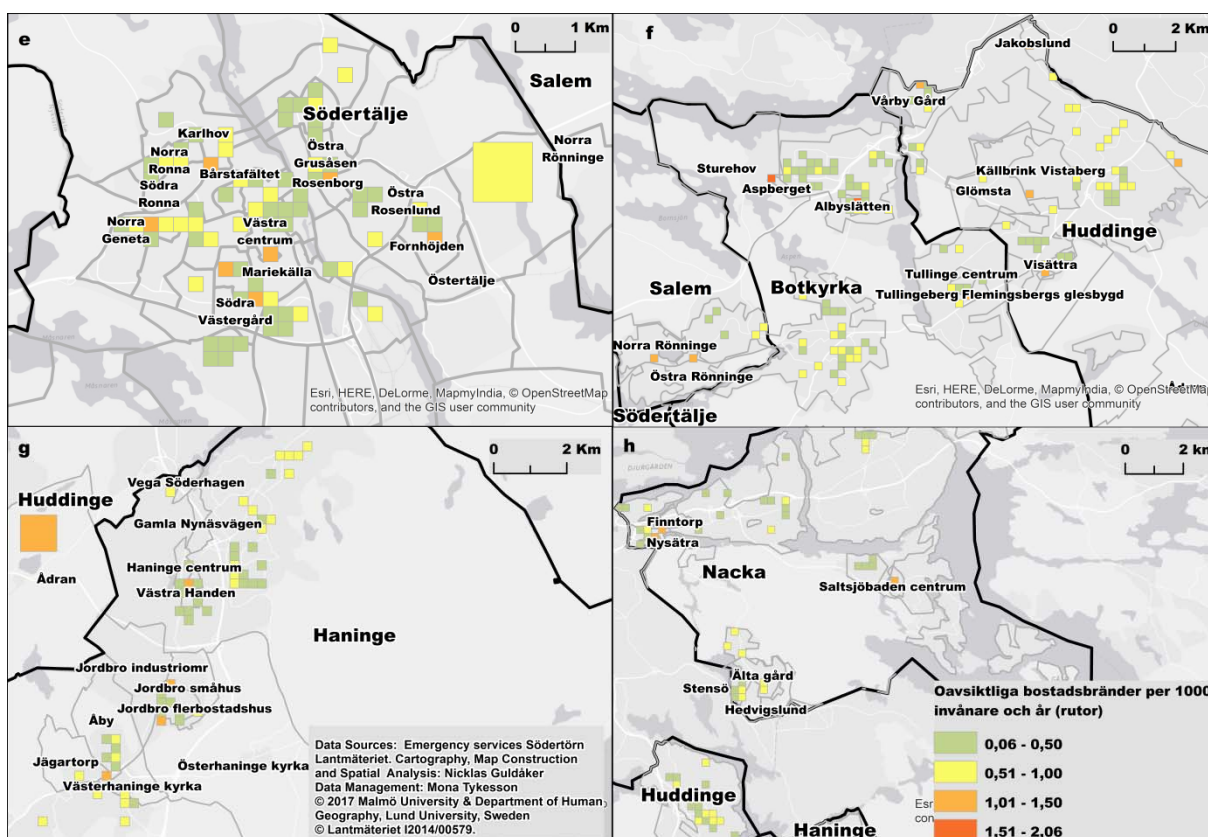 e
0 1 Km
Salem
Södertälje
Karlhov
Östra
Grusåsen
Norra
Rönninge
Norra
Ronna
Bårstafältet
Rosenborg
Södra
Ronna
Östra
Rosenlund
Norra
Geneta
Västra
centrum
Fornhöjden
Mariekälla
Östertälje
Södra
Västergård
Esri, HERE, DeLorme, MapmyIndia, © OpenStreetMap
contributors, and the GIS user community
f
0 2 Km
Jakobslund
Vårby Gård
Sturehov
Aspberget
Källbrink Vistaberg
Glömsta
Albyslätten
Huddinge
Visättra
Tullinge centrum
Salem
Botkyrka
Tullingeberg Flemingsbergs glesbygd
Norra Rönninge
Östra Rönninge
Södertälje
Esri, HERE, DeLorme, MapmyIndia, © OpenStreetMap
contributors, and the GIS user community
g
0 2 Km
Vega Söderhagen
Huddinge
Gamla Nynäsvägen
Ådran
Haninge centrum
Västra Handen
Haninge
Jordbro industriomr
Jordbro småhus
Jordbro flerbostadshus
Åby
Jägartorp
Österhaninge kyrka
Västerhaninge kyrka
Data Sources: Emergency services Södertörn
Lantmäteriet. Cartography, Map Construction
and Spatial Analysis: Nicklas Guldåker
Data Management: Mona Tykesson
© 2017 Malmö University & Department of Human
Geography, Lund University, Sweden
© Lantmäteriet I2014/00579.
h
0 2 Km
DJURGÅRDEN
Finntorp
Nysätra
Nacka
Saltsjöbaden centrum
Älta gård
Stensö
Hedvigslund
Huddinge
Haninge
Oavsiktliga bostadsbränder per 1000
invånare och år (rutor)
0,06 - 0,50
0,51 - 1,00
1,01 - 1,50
1,51 - 2,06
Esr
con